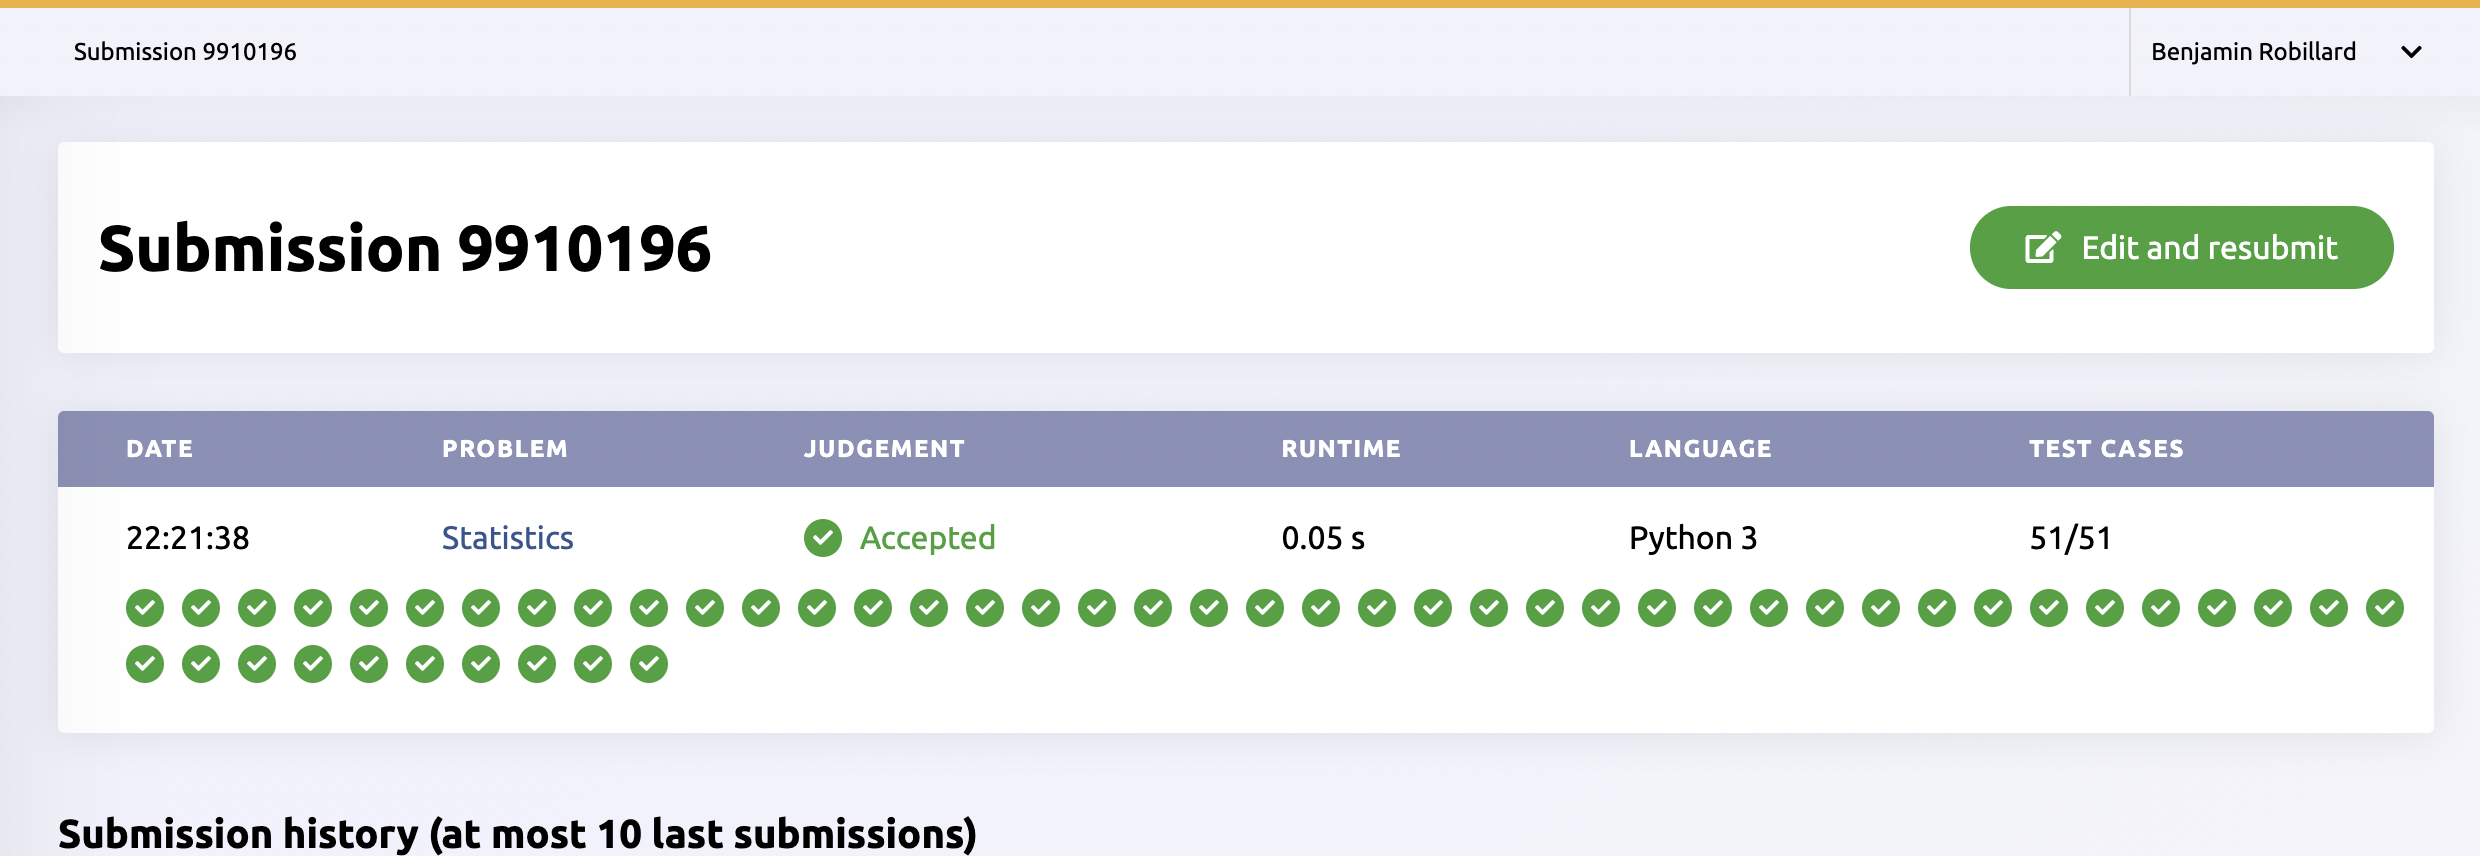 Submission 9910196
Benjamin Robillard
Submission 9910196
Edit and resubmit
DATE PROBLEM JUDGEMENT RUNTIME LANGUAGE TEST CASES
22:21:38 Statistics Accepted 0.05 s Python 3 51/51
Submission history (at most 10 last submissions)